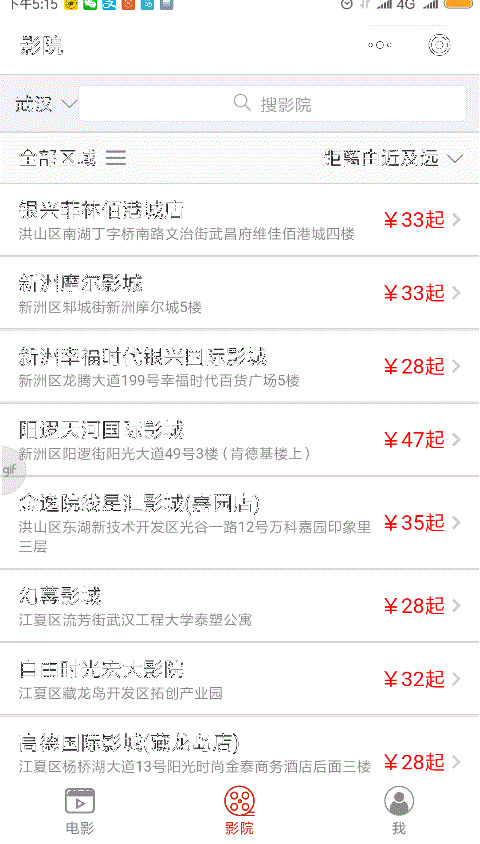 下午5:15
4G
影院
武汉
搜影院
全部区域
距离由近及远
银兴菲林佰港城店
洪山区南湖丁字桥南路文治街武昌府维佳佰港城四楼
￥33起
新洲摩尔影城
新洲区邾城街新洲摩尔城5楼
￥33起
新洲幸福时代银兴国际影城
新洲区龙腾大道199号幸福时代百货广场5楼
￥28起
阳逻天河国际影城
新洲区阳逻街阳光大道49号3楼（肯德基楼上）
￥47起
gif
金逸院线星汇影城(嘉园店)
洪山区东湖新技术开发区光谷一路12号万科嘉园印象里
三层
￥35起
幻幕影城
江夏区流芳街武汉工程大学泰塑公寓
￥28起
自由时光宏大影院
江夏区藏龙岛开发区拓创产业园
￥32起
高德国际影城(藏龙岛店)
江夏区杨桥湖大道13号阳光时尚金泰商务酒店后面三楼
￥28起
电影
影院
我